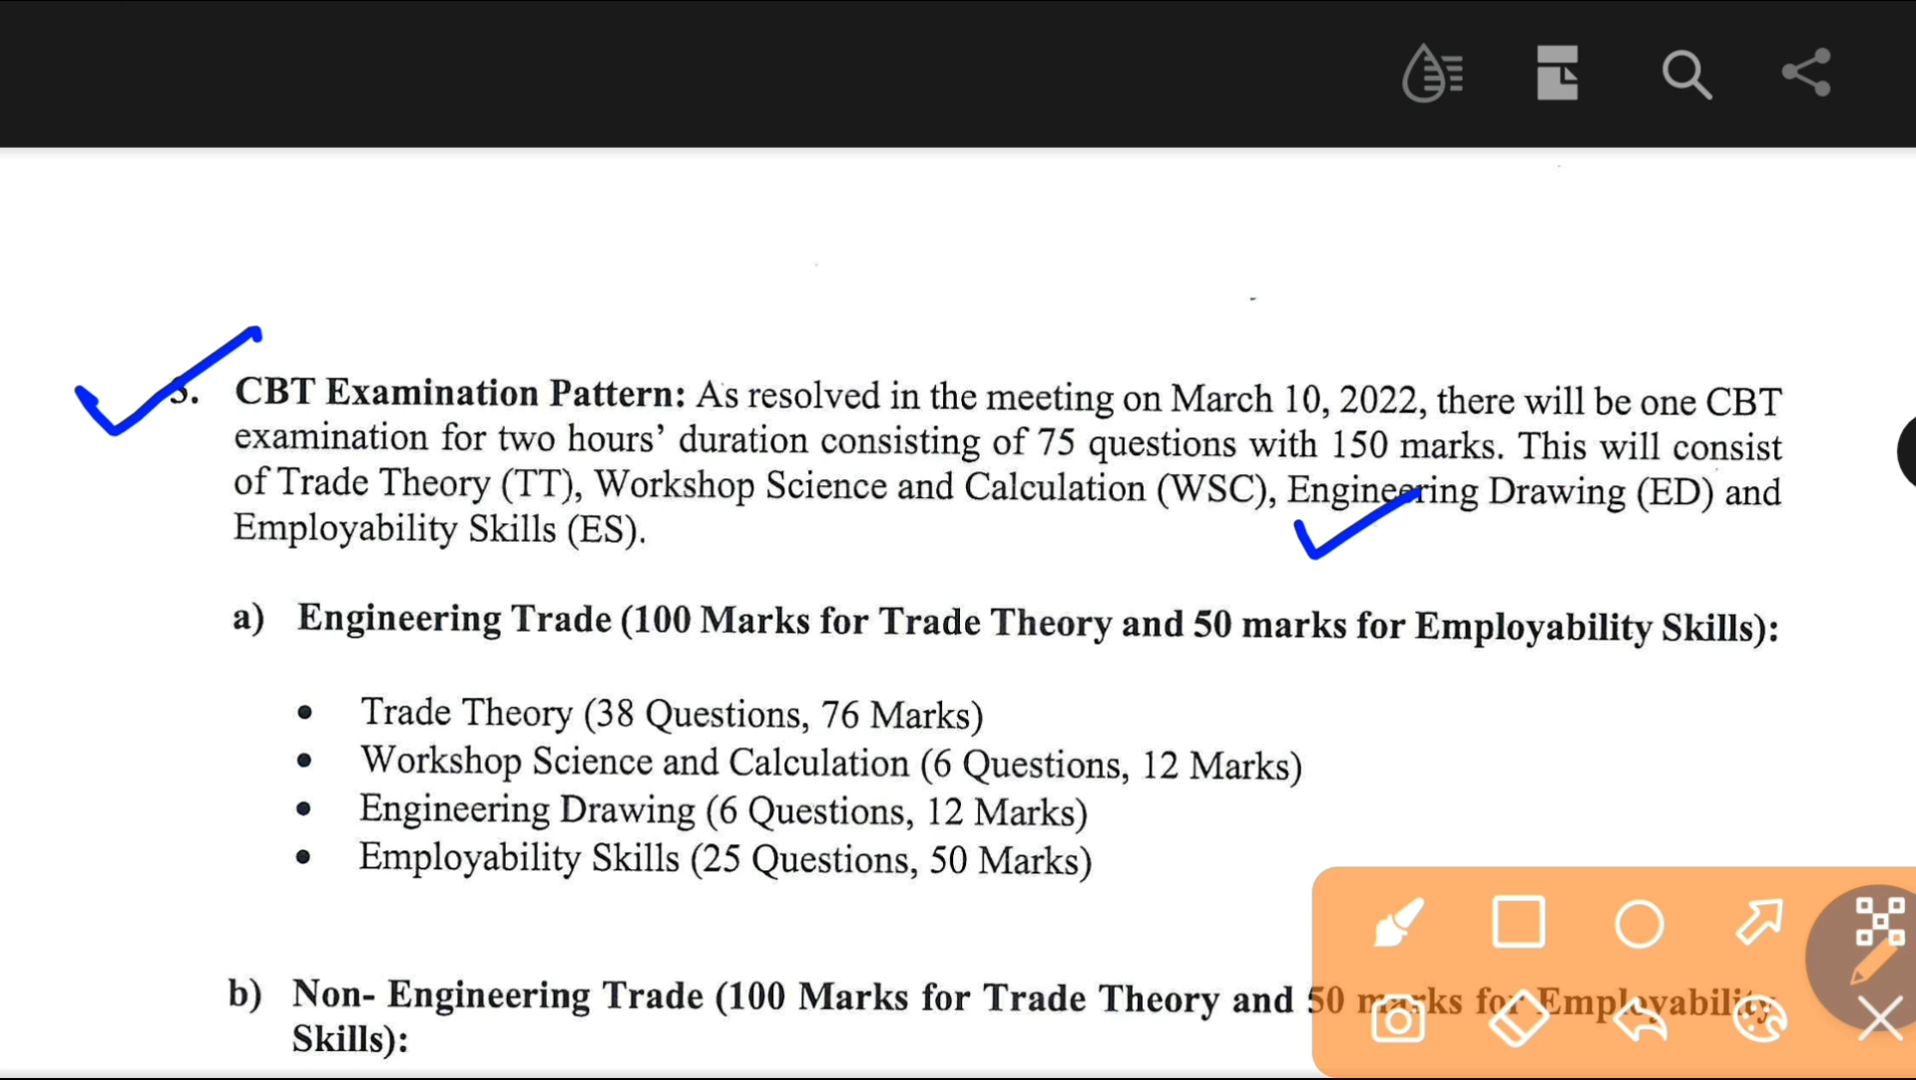 3. CBT Examination Pattern: As resolved in the meeting on March 10, 2022, there will be one CBT
examination for two hours’ duration consisting of 75 questions with 150 marks. This will consist
of Trade Theory (TT), Workshop Science and Calculation (WSC), Engineering Drawing (ED) and
Employability Skills (ES).
a) Engineering Trade (100 Marks for Trade Theory and 50 marks for Employability Skills):
• Trade Theory (38 Questions, 76 Marks)
• Workshop Science and Calculation (6 Questions, 12 Marks)
• Engineering Drawing (6 Questions, 12 Marks)
• Employability Skills (25 Questions, 50 Marks)
b) Non- Engineering Trade (100 Marks for Trade Theory and 50 marks for Employability
Skills):